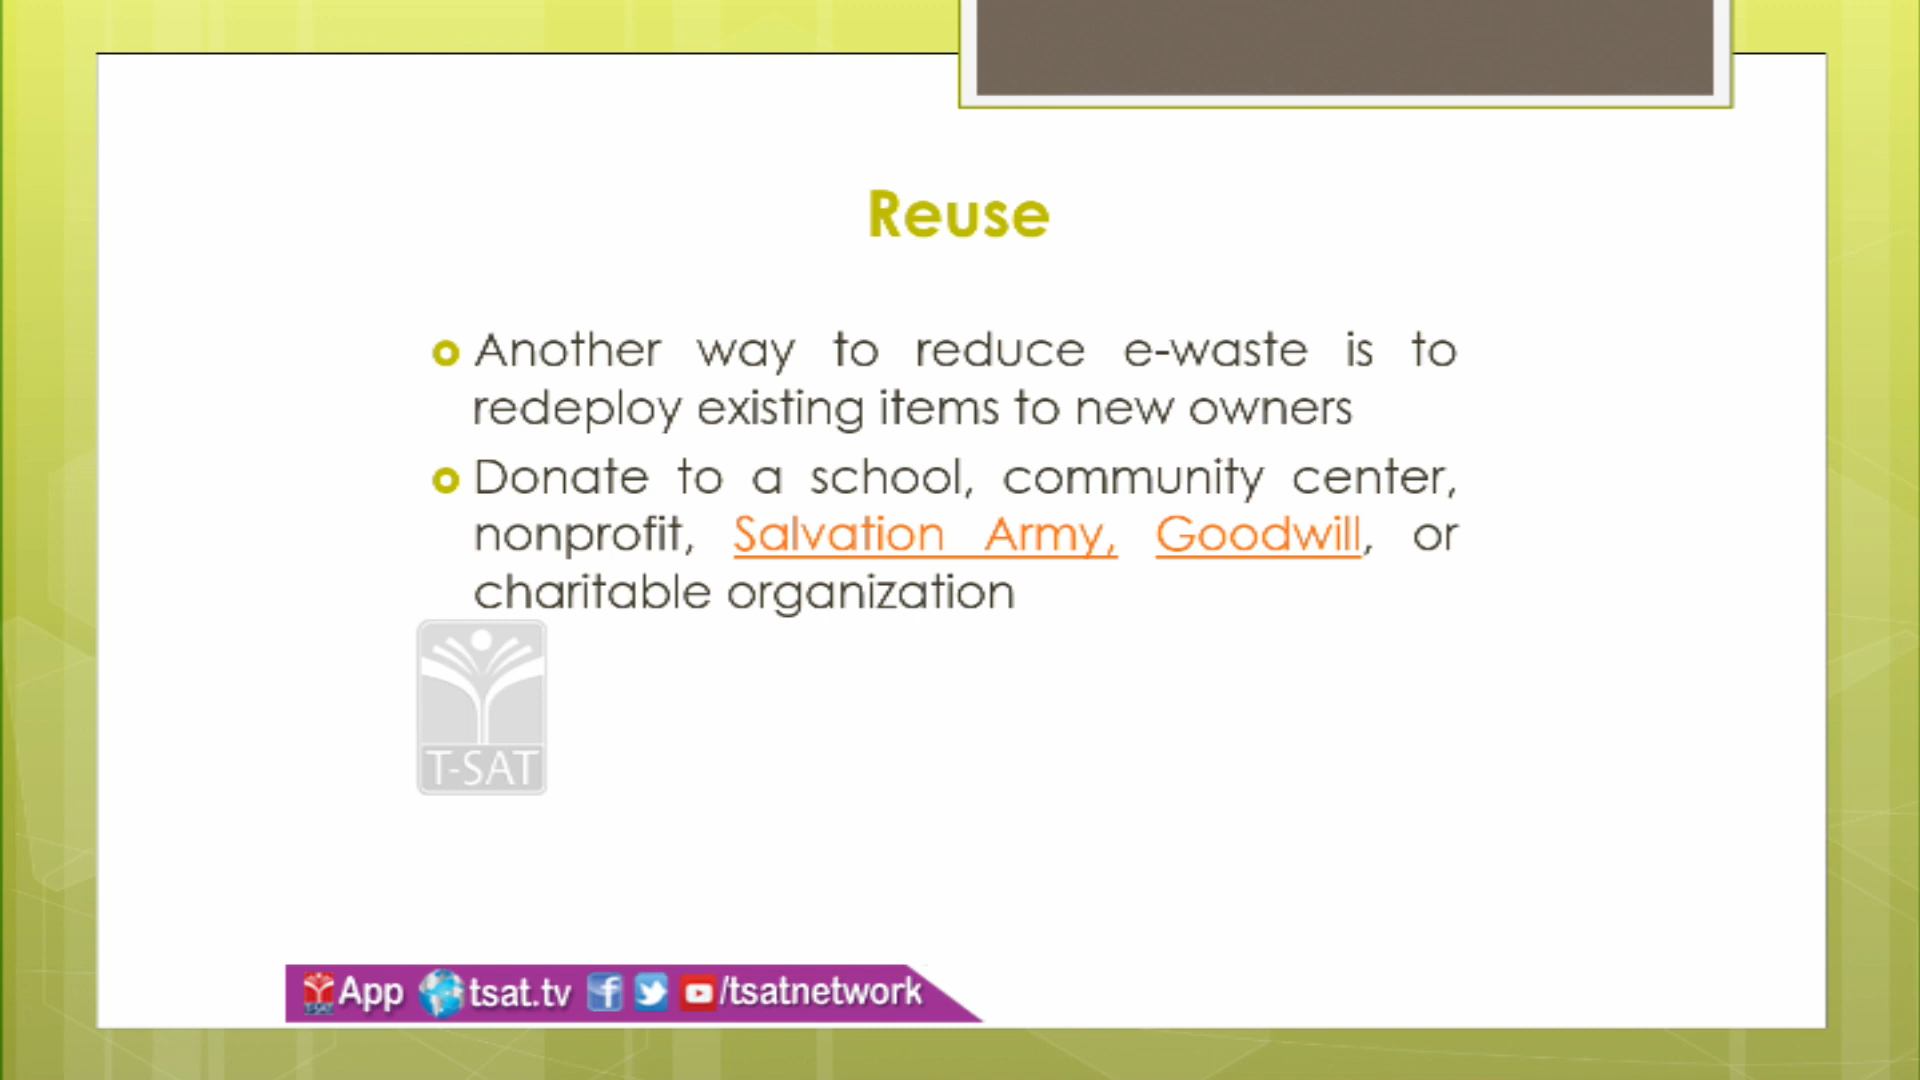 Reuse
Another way to reduce e-waste is to
redeploy existing items to new owners
Donate to a school, community center,
nonprofit, Salvation Army, Goodwill, or
charitable organization
T-SAT
T-SAT App tsat.tv /tsatnetwork